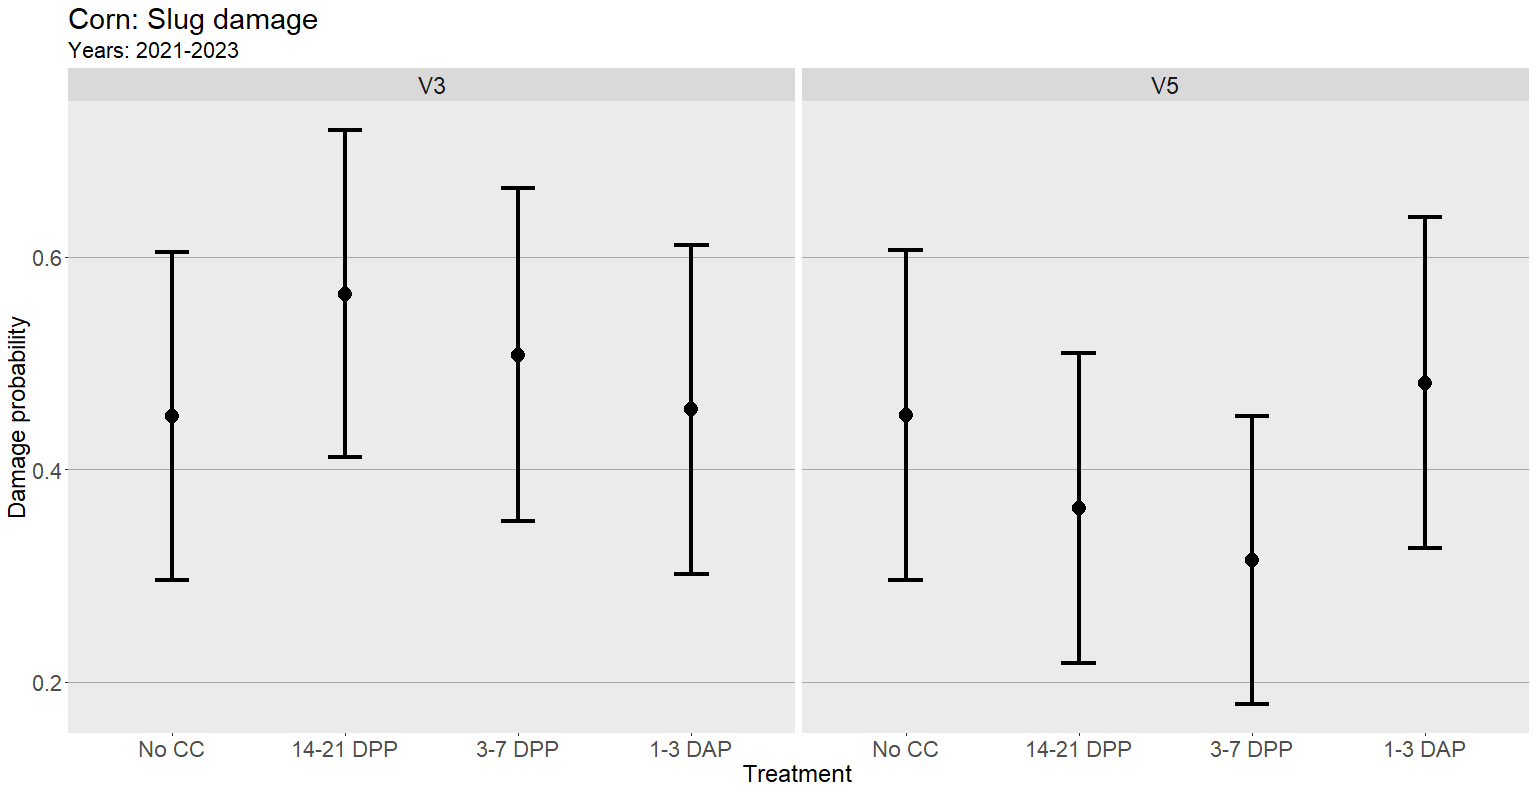 Corn: Slug damage
Years: 2021-2023
V3
V5
Damage probability
0.6
0.4
0.2
No CC
14-21 DPP
3-7 DPP
1-3 DAP
No CC
14-21 DPP
3-7 DPP
1-3 DAP
Treatment